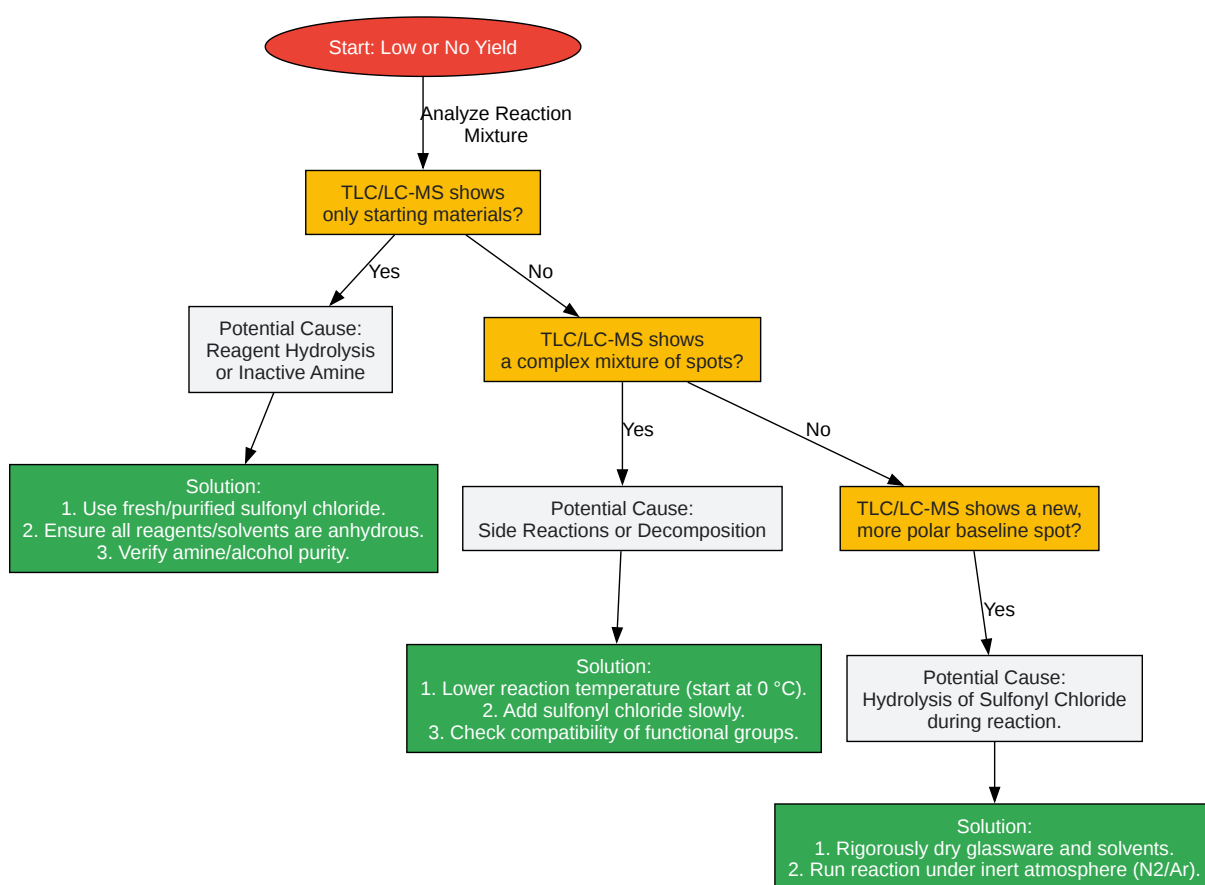 Start: Low or No Yield
Analyze Reaction
Mixture
TLC/LC-MS shows
only starting materials?
Yes
No
Potential Cause:
Reagent Hydrolysis
or Inactive Amine
TLC/LC-MS shows
a complex mixture of spots?
Yes
No
Solution:
1. Use fresh/purified sulfonyl chloride.
2. Ensure all reagents/solvents are anhydrous.
3. Verify amine/alcohol purity.
Potential Cause:
Side Reactions or Decomposition
TLC/LC-MS shows a new,
more polar baseline spot?
Yes
Solution:
1. Lower reaction temperature (start at 0 °C).
2. Add sulfonyl chloride slowly.
3. Check compatibility of functional groups.
Potential Cause:
Hydrolysis of Sulfonyl Chloride
during reaction.
Solution:
1. Rigorously dry glassware and solvents.
2. Run reaction under inert atmosphere (N2/Ar).